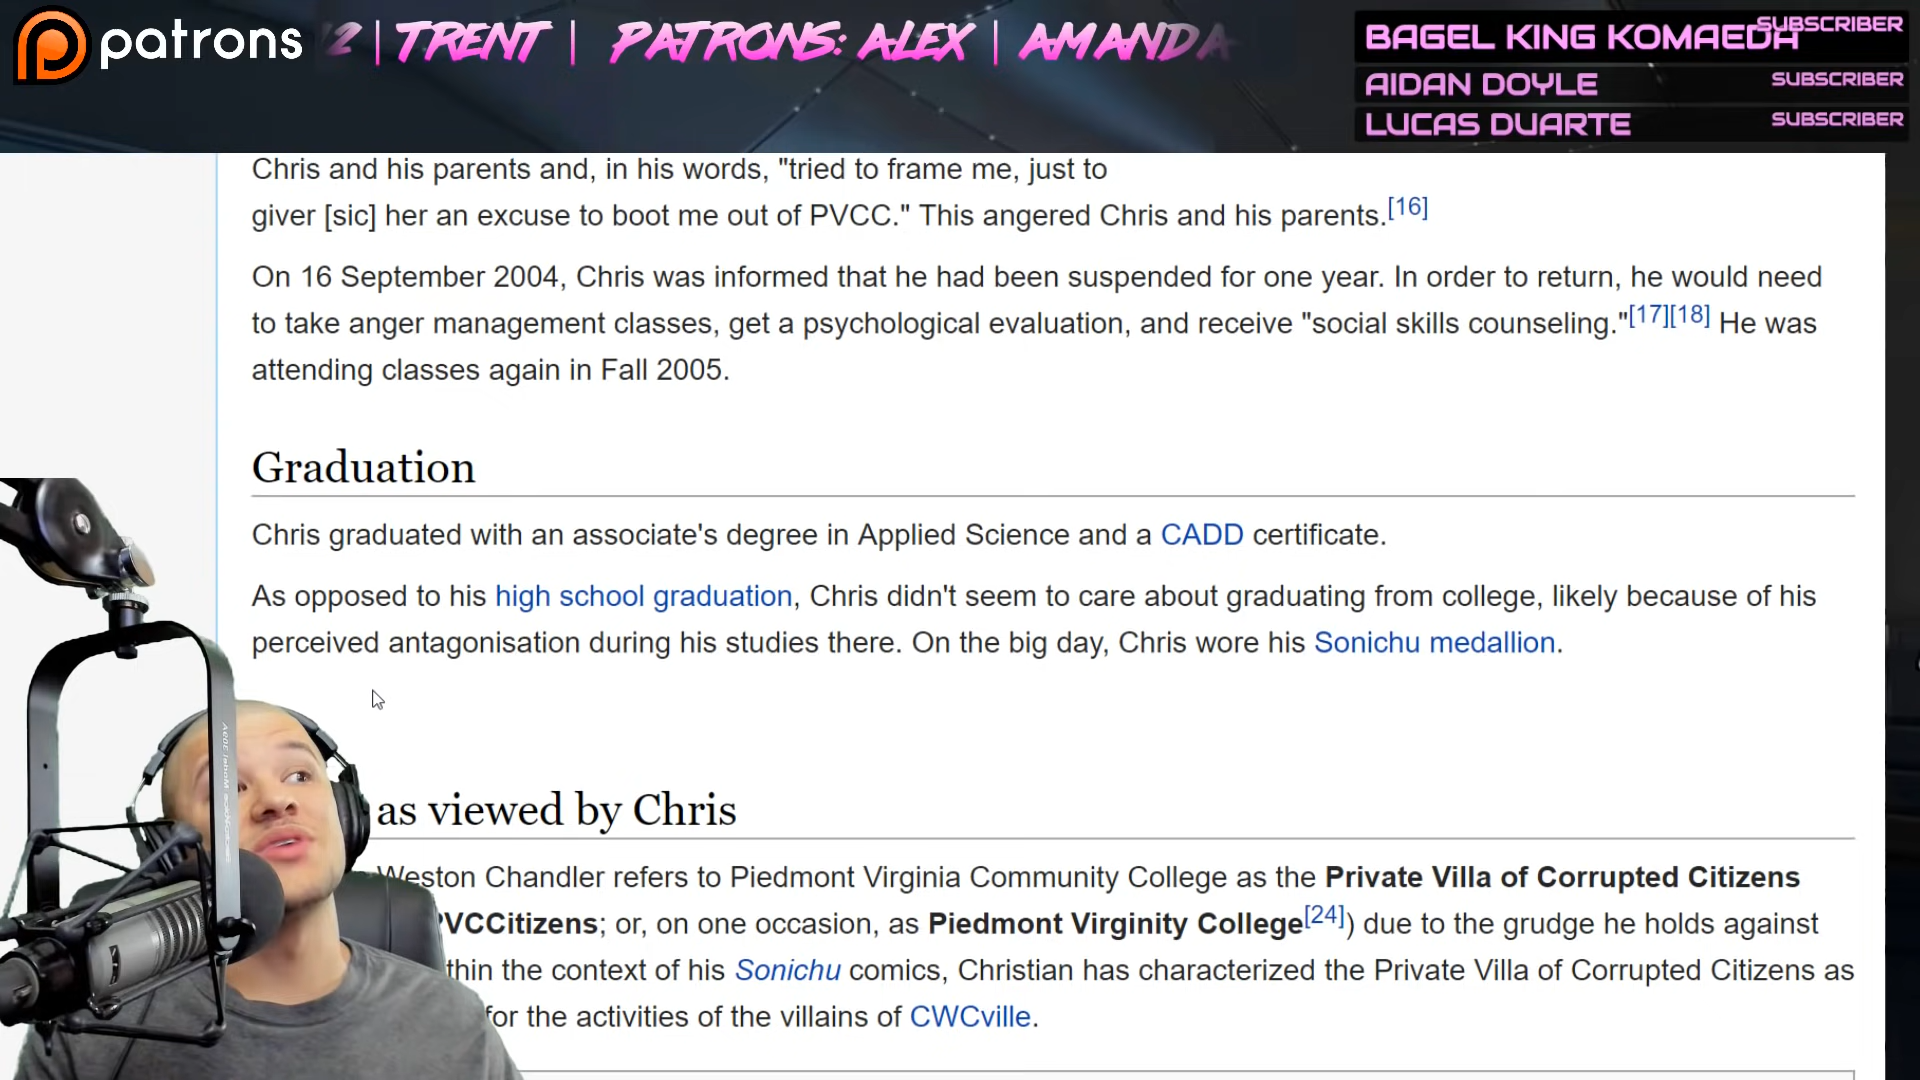 patrons
2 | TRENT | PATRONS: ALEX | AMANDA
BAGEL KING KOMAEDA SUBSCRIBER
AIDAN DOYLE SUBSCRIBER
LUCAS DUARTE SUBSCRIBER
Chris and his parents and, in his words, "tried to frame me, just to
giver [sic] her an excuse to boot me out of PVCC." This angered Chris and his parents.[16]
On 16 September 2004, Chris was informed that he had been suspended for one year. In order to return, he would need
to take anger management classes, get a psychological evaluation, and receive "social skills counseling."[17][18] He was
attending classes again in Fall 2005.
Graduation
Chris graduated with an associate's degree in Applied Science and a CADD certificate.
As opposed to his high school graduation, Chris didn't seem to care about graduating from college, likely because of his
perceived antagonisation during his studies there. On the big day, Chris wore his Sonichu medallion.
as viewed by Chris
Weston Chandler refers to Piedmont Virginia Community College as the Private Villa of Corrupted Citizens
PVCCitizens; or, on one occasion, as Piedmont Virginity College[24]) due to the grudge he holds against
thin the context of his Sonichu comics, Christian has characterized the Private Villa of Corrupted Citizens as
for the activities of the villains of CWCville.